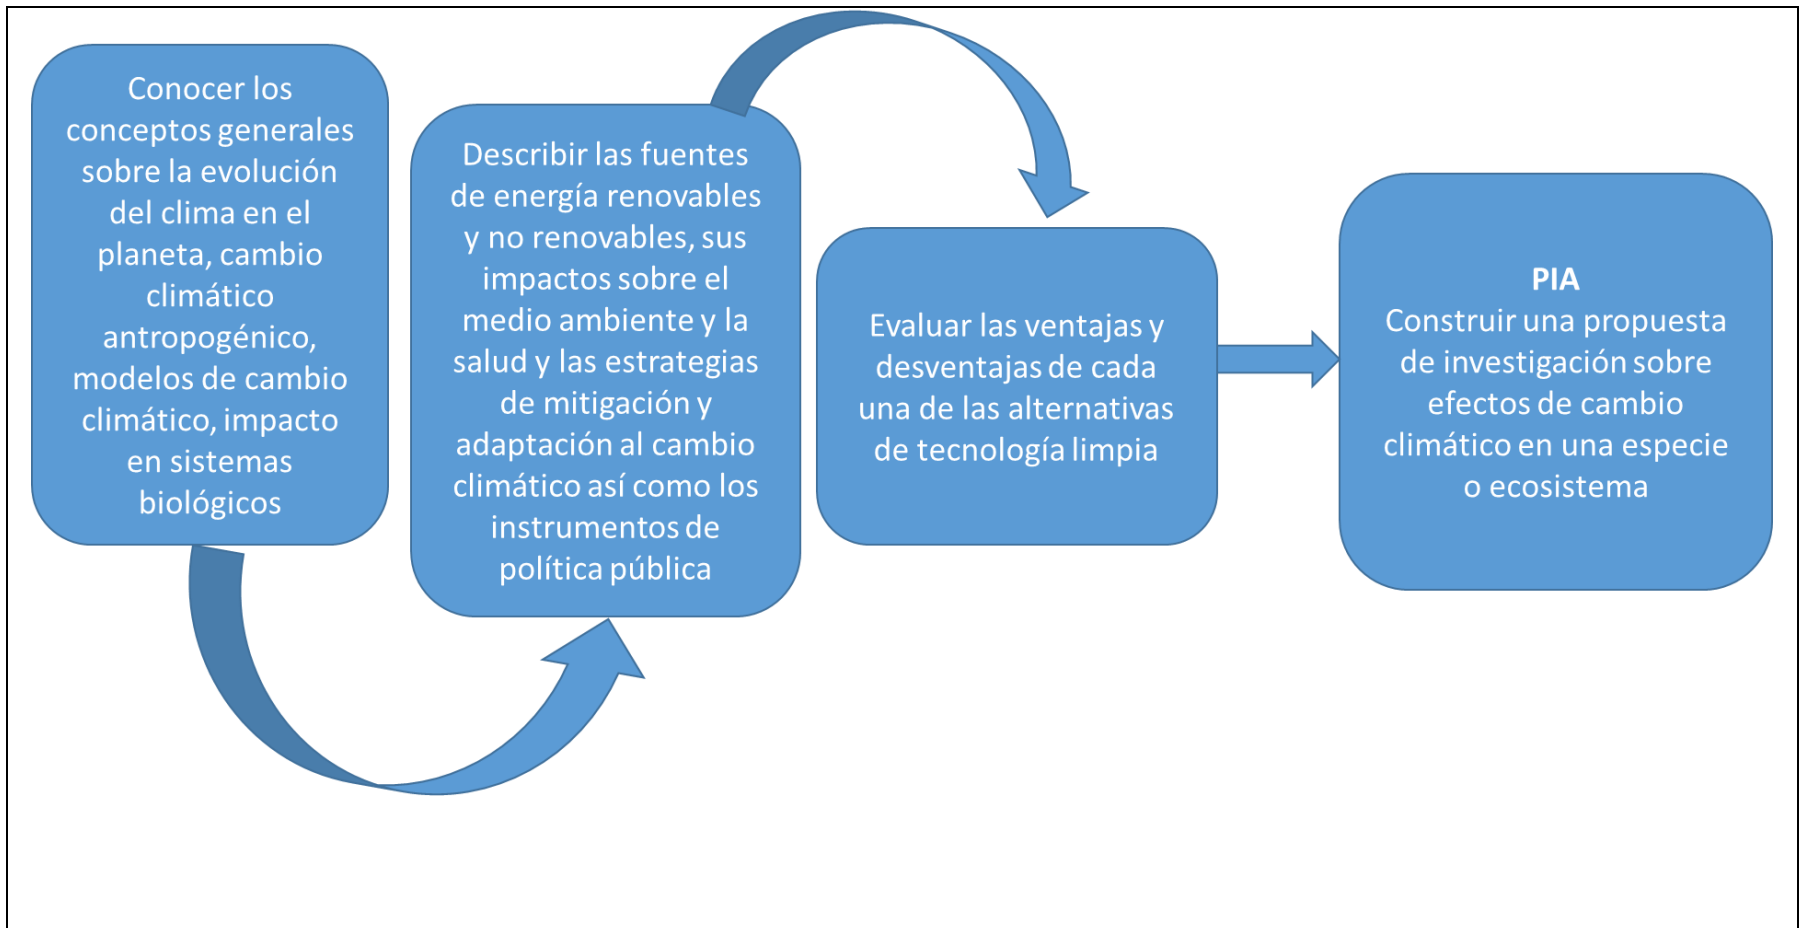 Conocer los
conceptos generales
sobre la evolución
del clima en el
planeta, cambio
climático
antropogénico,
modelos de cambio
climático, impacto
en sistemas
biológicos
Describir las fuentes
de energía renovables
y no renovables, sus
impactos sobre el
medio ambiente y la
salud y las estrategias
de mitigación y
adaptación al cambio
climático así como los
instrumentos de
política pública
Evaluar las ventajas y
desventajas de cada
una de las alternativas
de tecnología limpia
PIA
Construir una propuesta
de investigación sobre
efectos de cambio
climático en una especie
o ecosistema